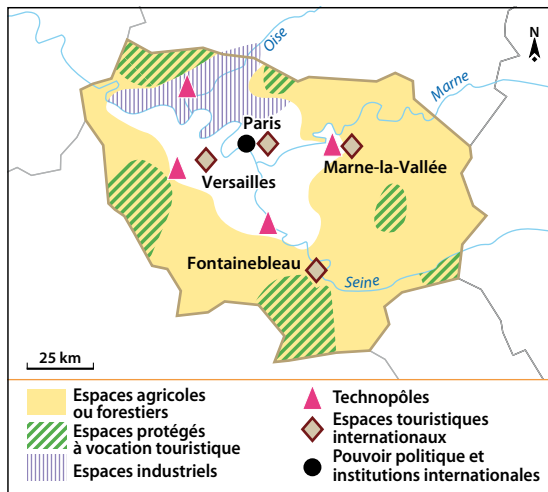 Oise
N
Marne
Paris
Marne-la-Vallée
Versailles
Fontainebleau
Seine
25 km
Espaces agricoles
ou forestiers
Espaces protégés
à vocation touristique
Espaces industriels
Technopôles
Espaces touristiques
internationaux
Pouvoir politique et
institutions internationales